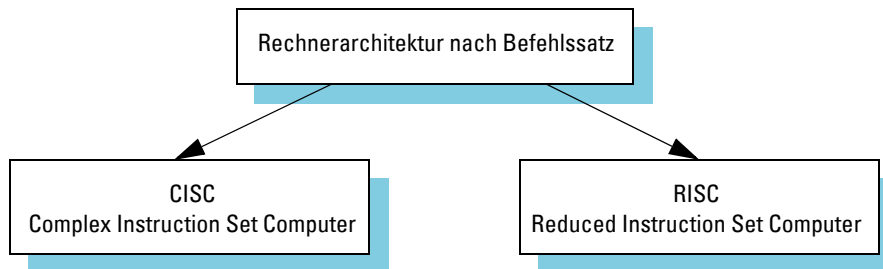 Rechnerarchitektur nach Befehlssatz
CISC
Complex Instruction Set Computer
RISC
Reduced Instruction Set Computer